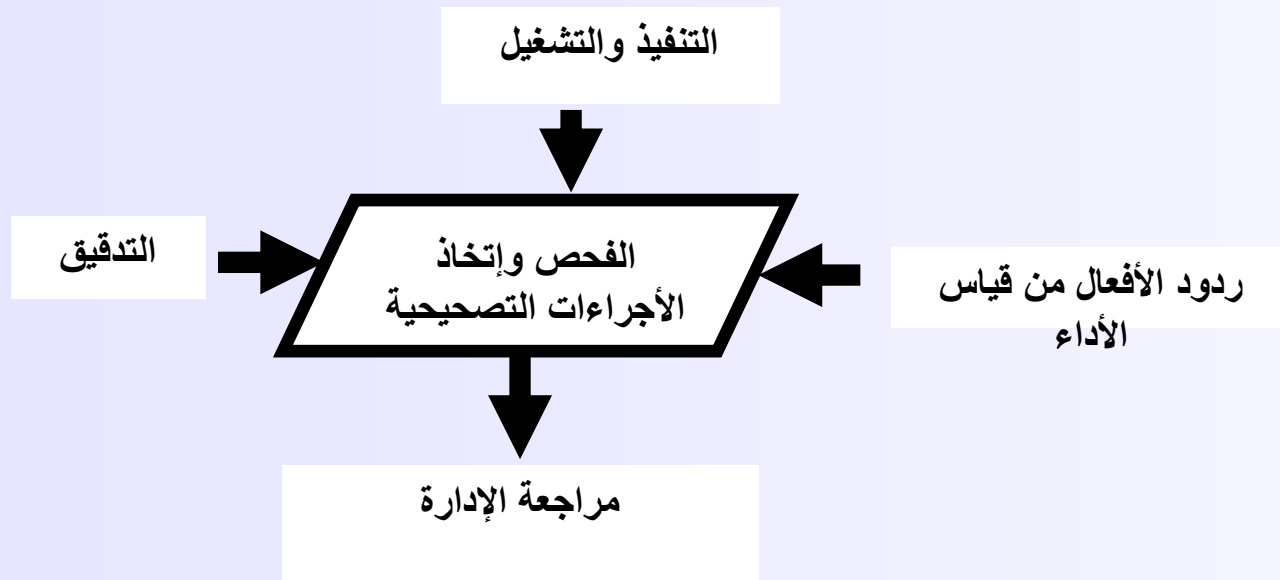 التنفيذ والتشغيل
الفحص وإتخاذ
الأجراءات التصحيحية
التدقيق
ردود الأفعال من قياس
الأداء
مراجعة الإدارة